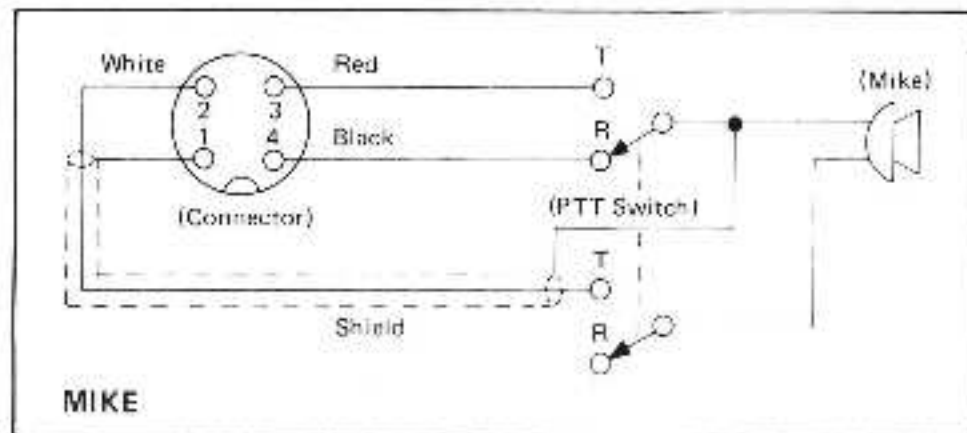 White
Red
T
(Mike)
2
3
R
1
4
Black
(Connector)
(PTT Switch)
T
Shield
R
MIKE